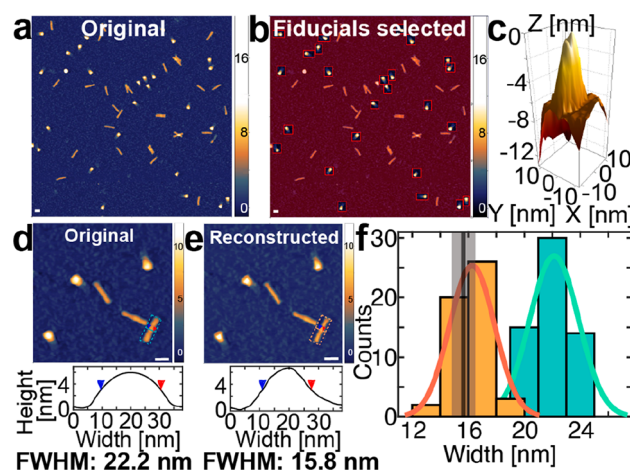 a Original
16
8
0
b Fiducials selected
16
8
0
c Z [nm]
0
-4
-8
-12
10
0
-10
10
0
-10
Y [nm] X [nm]
d Original
10
5
0
e Reconstructed
10
5
0
Height
[nm]
4
0
0 10 20 30
Width [nm]
FWHM: 22.2 nm
4
0
0 10 20 30
Width [nm]
FWHM: 15.8 nm
f
Counts
30
20
10
0
12 16 20 24
Width [nm]